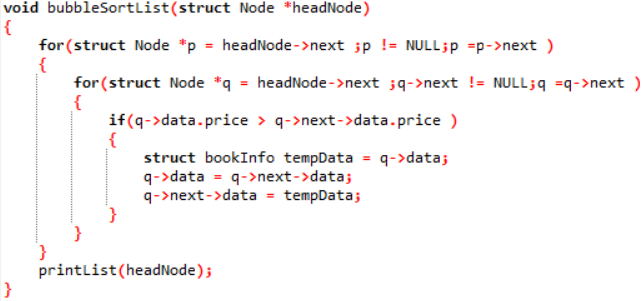 void bubbleSortList(struct Node *headNode)
{
    for(struct Node *p = headNode->next ;p != NULL;p =p->next )
    {
        for(struct Node *q = headNode->next ;q->next != NULL;q =q->next )
        {
            if(q->data.price > q->next->data.price )
            {
                struct bookInfo tempData = q->data;
                q->data = q->next->data;
                q->next->data = tempData;
            }
        }
    }
    printList(headNode);
}